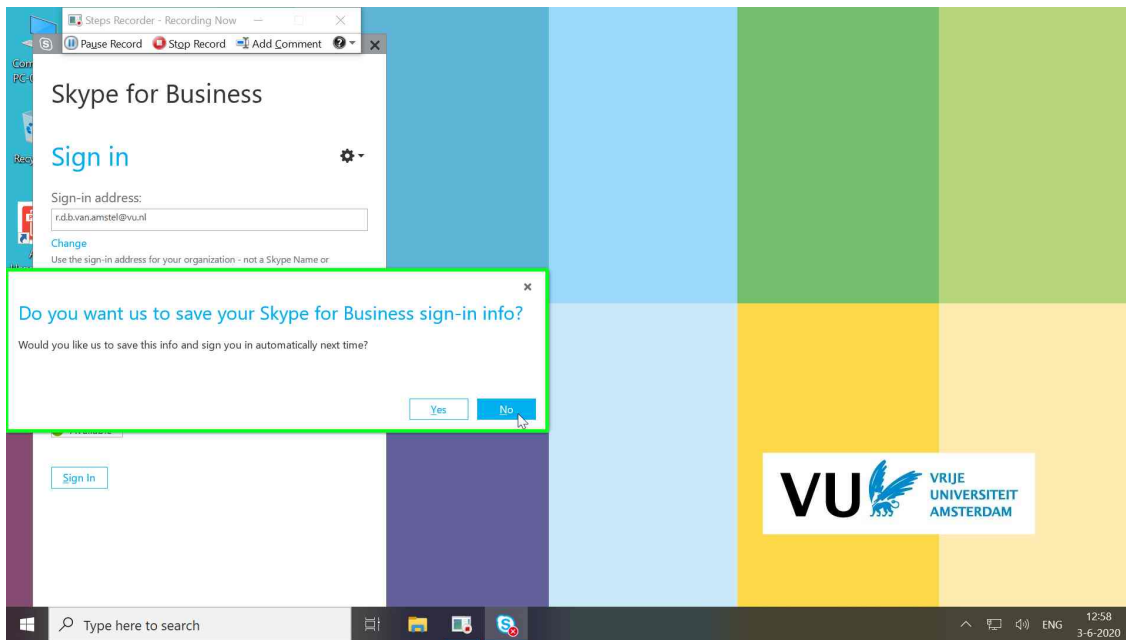 Steps Recorder - Recording Now
Pause Record Stop Record Add Comment
Skype for Business
Sign in
Sign-in address:
r.d.b.van.amstel@vu.nl
Change
Use the sign-in address for your organization - not a Skype Name or
Do you want us to save your Skype for Business sign-in info?
Would you like us to save this info and sign you in automatically next time?
Yes No
Sign In
VU VRIJE
UNIVERSITEIT
AMSTERDAM
Type here to search
ENG
12:58
3-6-2020